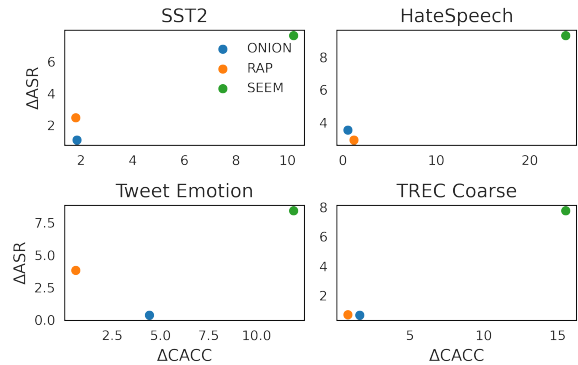 SST2
HateSpeech
ΔASR
6
4
2
2
4
6
8
10
ONION
RAP
SEEM
8
6
4
0
10
20
Tweet Emotion
TREC Coarse
ΔASR
7.5
5.0
2.5
0.0
2.5
5.0
7.5
10.0
ΔCACC
8
6
4
2
5
10
15
ΔCACC